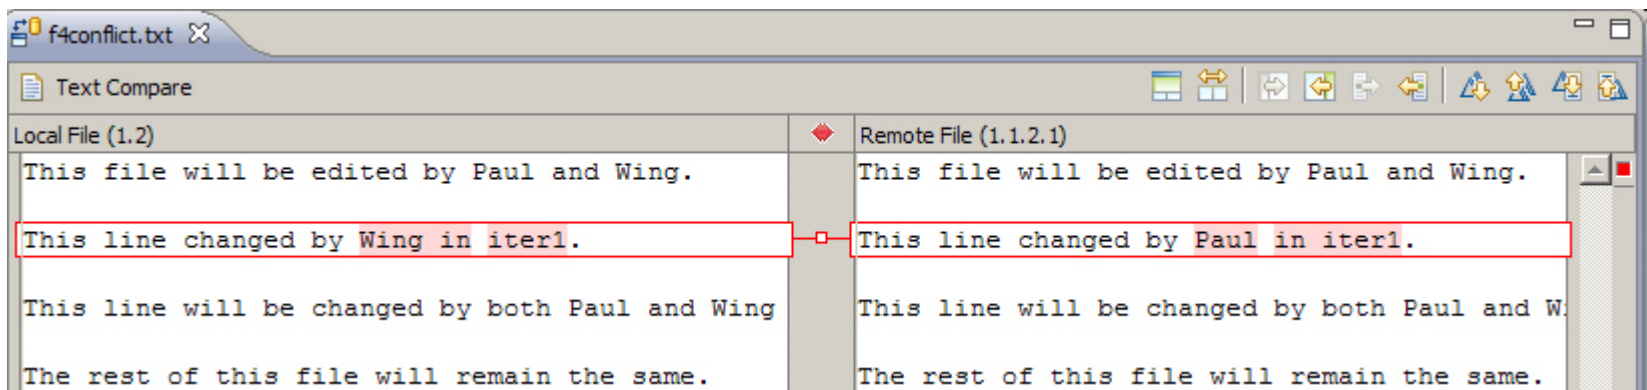 f4conflict.txt
Text Compare
Local File (1.2)
Remote File (1.1.2.1)
This file will be edited by Paul and Wing.
This line changed by Wing in iter1.
This line will be changed by both Paul and Wing
The rest of this file will remain the same.
This file will be edited by Paul and Wing.
This line changed by Paul in iter1.
This line will be changed by both Paul and
The rest of this file will remain the same.